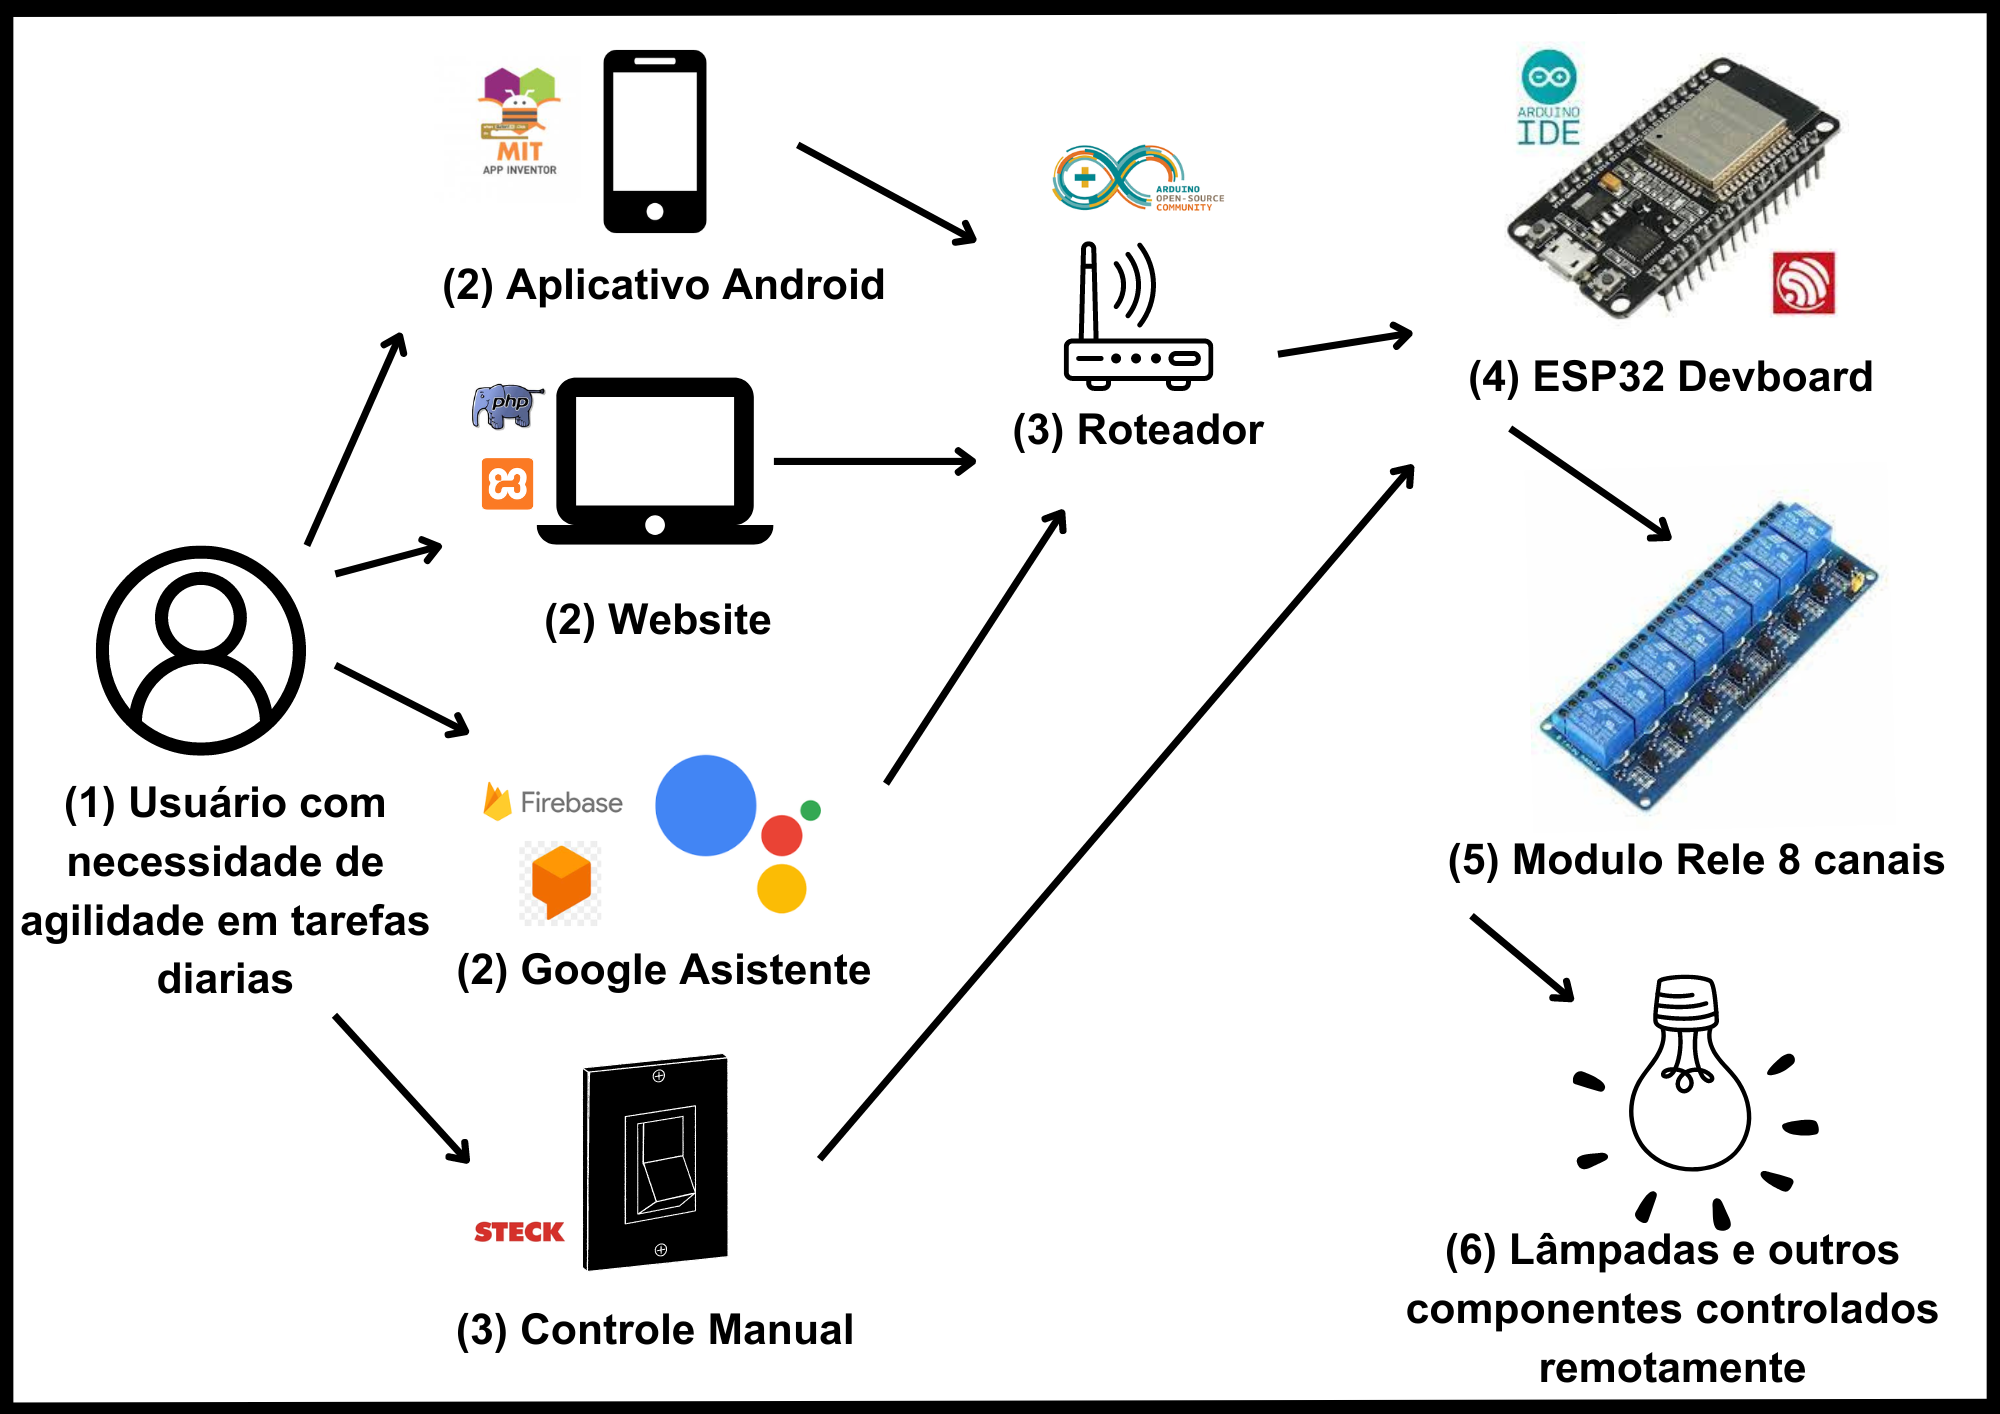 MIT
APP INVENTOR
(2) Aplicativo Android
ARDUINO
OPEN-SOURCE
COMMUNITY
ARDUINO
IDE
(3) Roteador
(4) ESP32 Devboard
php
(2) Website
(1) Usuário com
necessidade de
agilidade em tarefas
diarias
Firebase
(2) Google Asistente
STECK
(3) Controle Manual
(5) Modulo Rele 8 canais
(6) Lâmpadas e outros
componentes controlados
remotamente